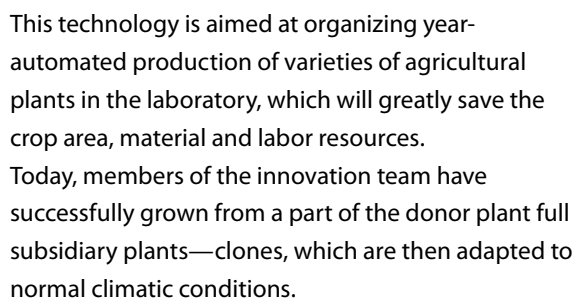 This technology is aimed at organizing year-
automated production of varieties of agricultural
plants in the laboratory, which will greatly save the
crop area, material and labor resources.
Today, members of the innovation team have
successfully grown from a part of the donor plant full
subsidiary plants—clones, which are then adapted to
normal climatic conditions.